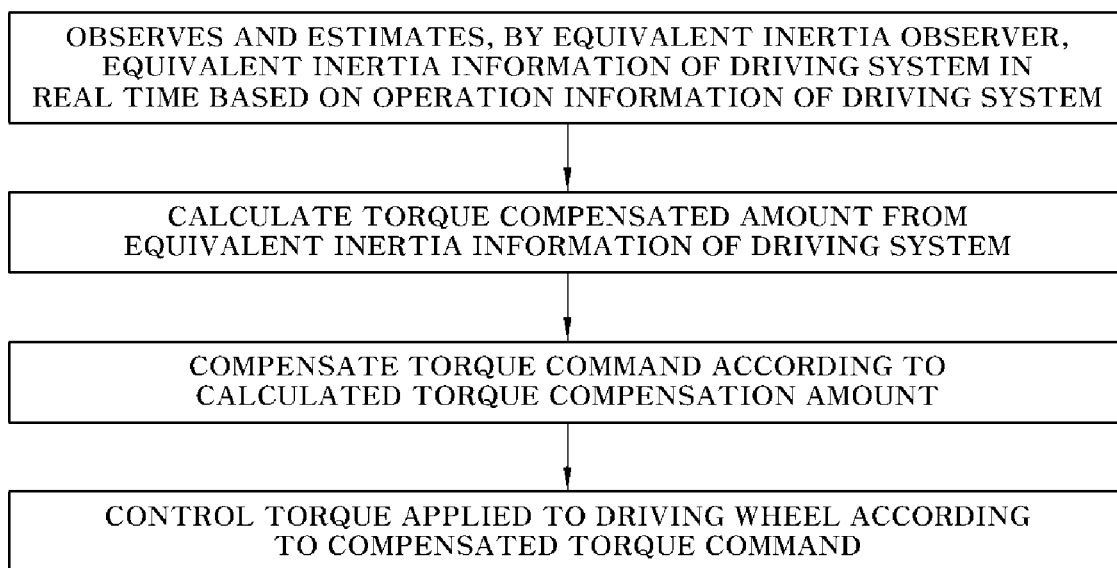 OBSERVES AND ESTIMATES, BY EQUIVALENT INERTIA OBSERVER,
EQUIVALENT INERTIA INFORMATION OF DRIVING SYSTEM IN
REAL TIME BASED ON OPERATION INFORMATION OF DRIVING SYSTEM
CALCULATE TORQUE COMPENSATED AMOUNT FROM
EQUIVALENT INERTIA INFORMATION OF DRIVING SYSTEM
COMPENSATE TORQUE COMMAND ACCORDING TO
CALCULATED TORQUE COMPENSATION AMOUNT
CONTROL TORQUE APPLIED TO DRIVING WHEEL ACCORDING
TO COMPENSATED TORQUE COMMAND